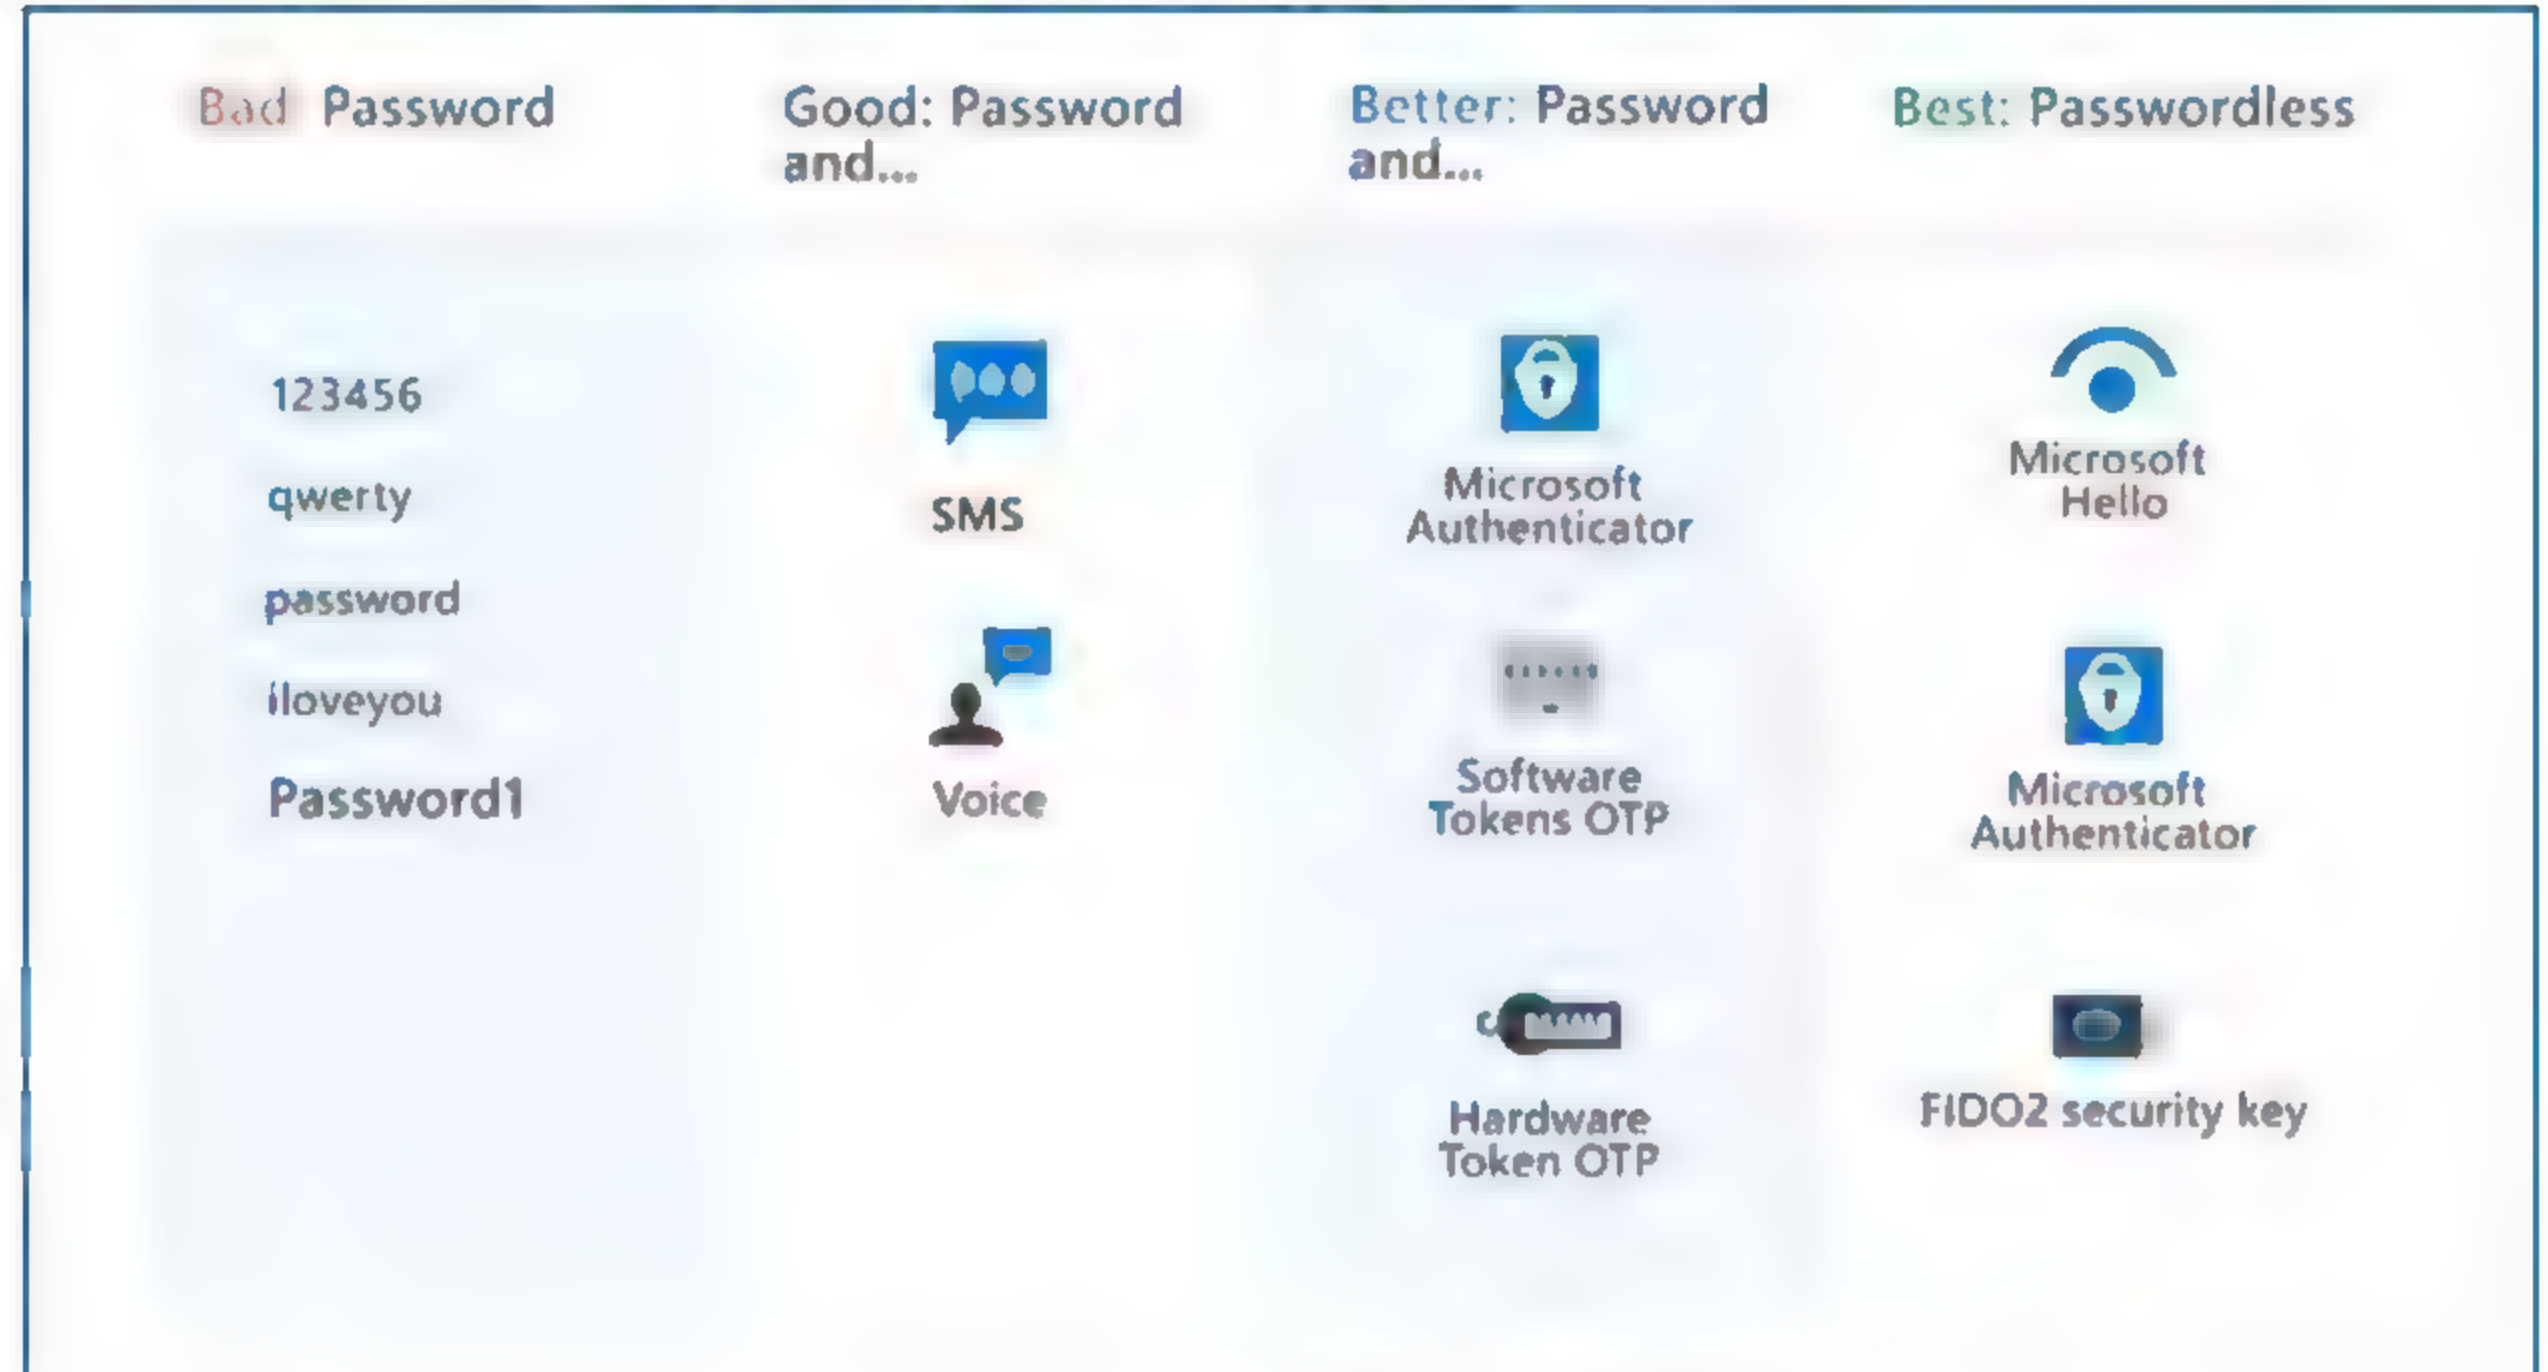 Bad Password
Good: Password
and...
Better: Password
and...
Best: Passwordless
123456
qwerty
password
iloveyou
Password1
SMS
Voice
Microsoft
Authenticator
Software
Tokens OTP
Hardware
Token OTP
Microsoft
Hello
Microsoft
Authenticator
FIDO2 security key